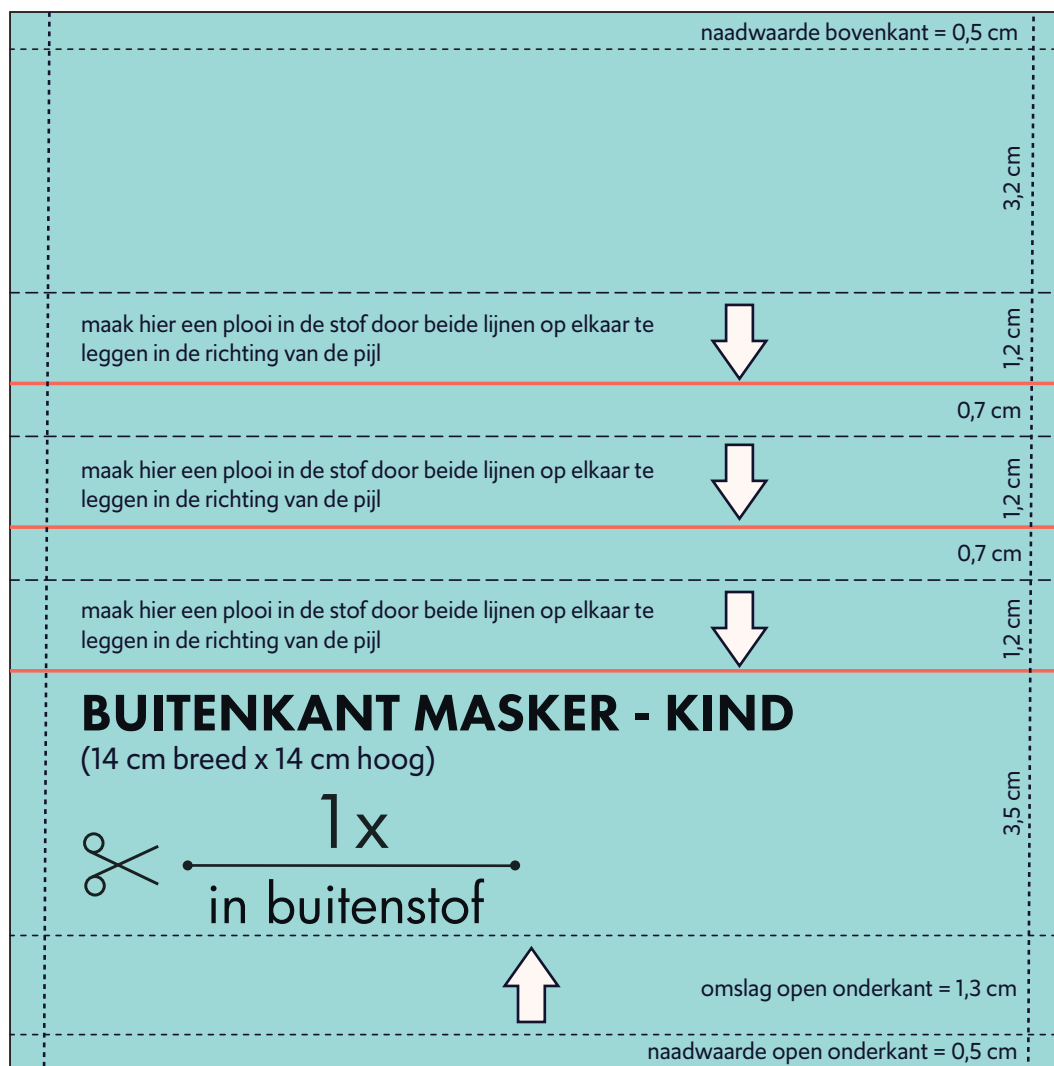 naadwaarde bovenkant = 0,5 cm
3,2 cm
maak hier een plooi in de stof door beide lijnen op elkaar te
leggen in de richting van de pijl
1,2 cm
0,7 cm
maak hier een plooi in de stof door beide lijnen op elkaar te
leggen in de richting van de pijl
1,2 cm
0,7 cm
maak hier een plooi in de stof door beide lijnen op elkaar te
leggen in de richting van de pijl
1,2 cm
BUITENKANT MASKER - KIND
(14 cm breed x 14 cm hoog)
1x
in buitenstof
3,5 cm
omslag open onderkant = 1,3 cm
naadwaarde open onderkant = 0,5 cm